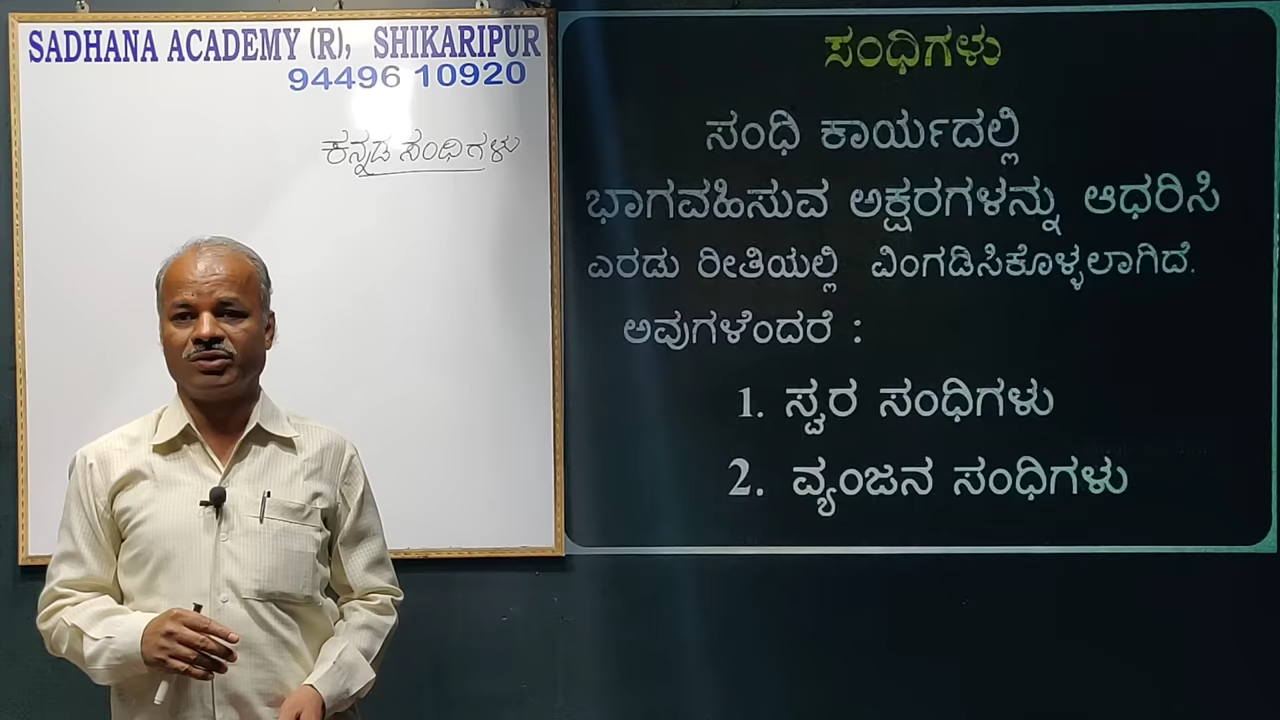 SADHANA ACADEMY (R), SHIKARIPUR
94496 10920
ಕನ್ನಡ ಸಂಧಿಗಳು
ಸಂಧಿಗಳು
ಸಂಧಿ ಕಾರ್ಯದಲ್ಲಿ
ಭಾಗವಹಿಸುವ ಅಕ್ಷರಗಳನ್ನು ಆಧರಿಸಿ
ಎರಡು ರೀತಿಯಲ್ಲಿ ವಿಂಗಡಿಸಿಕೊಳ್ಳಲಾಗಿದೆ.
ಅವುಗಳೆಂದರೆ :
1. ಸ್ವರ ಸಂಧಿಗಳು
2. ವ್ಯಂಜನ ಸಂಧಿಗಳು